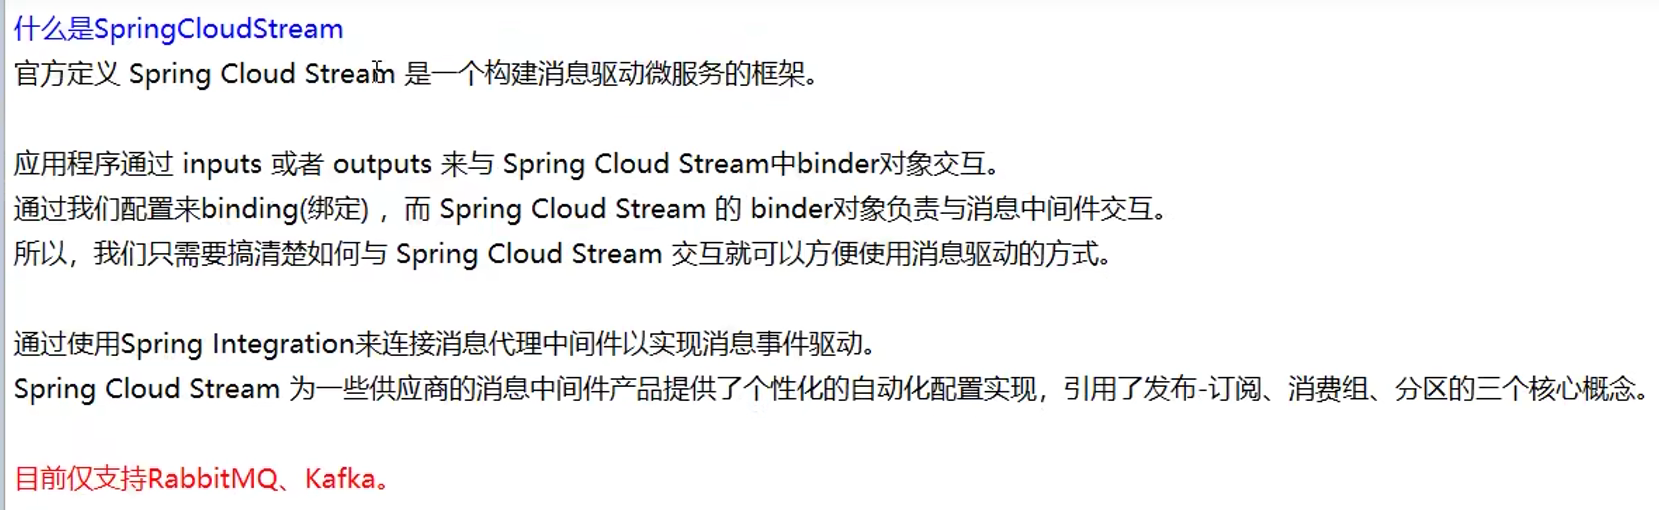 什么是SpringCloudStream
官方定义 Spring Cloud Stream 是一个构建消息驱动微服务的框架。
应用程序通过 inputs 或者 outputs 来与 Spring Cloud Stream中binder对象交互。
通过我们配置来binding(绑定) ，而 Spring Cloud Stream 的 binder对象负责与消息中间件交互。
所以，我们只需要搞清楚如何与 Spring Cloud Stream 交互就可以方便使用消息驱动的方式。
通过使用Spring Integration来连接消息代理中间件以实现消息事件驱动。
Spring Cloud Stream 为一些供应商的消息中间件产品提供了个性化的自动化配置实现，引用了发布-订阅、消费组、分区的三个核心概念。
目前仅支持RabbitMQ、Kafka。